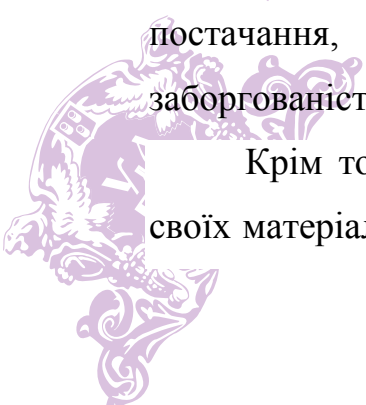 постачання,
заборгованіст
Крім то
своїх матеріал